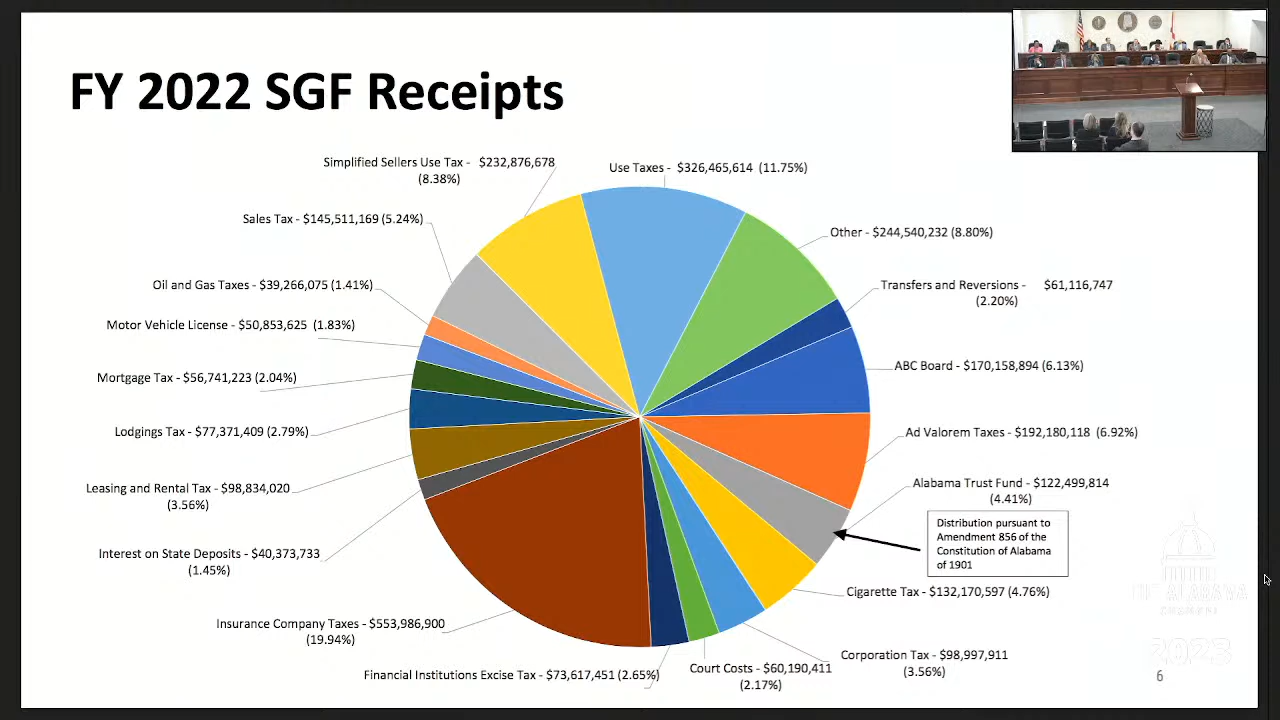 FY 2022 SGF Receipts
Simplified Sellers Use Tax - $232,876,678
(8.38%)
Use Taxes - $326,465,614 (11.75%)
Sales Tax - $145,511,169 (5.24%)
Other - $244,540,232 (8.80%)
Oil and Gas Taxes - $39,266,075 (1.41%)
Transfers and Reversions - $61,116,747
(2.20%)
Motor Vehicle License - $50,853,625 (1.83%)
ABC Board - $170,158,894 (6.13%)
Mortgage Tax - $56,741,223 (2.04%)
Lodgings Tax - $77,371,409 (2.79%)
Ad Valorem Taxes - $192,180,118 (6.92%)
Leasing and Rental Tax - $98,834,020
(3.56%)
Alabama Trust Fund - $122,499,814
(4.41%)
Distribution pursuant to
Amendment 856 of the
Constitution of Alabama
of 1901
Interest on State Deposits - $40,373,733
(1.45%)
Cigarette Tax - $132,170,597 (4.76%)
Insurance Company Taxes - $553,986,900
(19.94%)
Corporation Tax - $98,997,911
(3.56%)
Financial Institutions Excise Tax - $73,617,451 (2.65%)
Court Costs - $60,190,411
(2.17%)
THE ALABAMA
2023
6